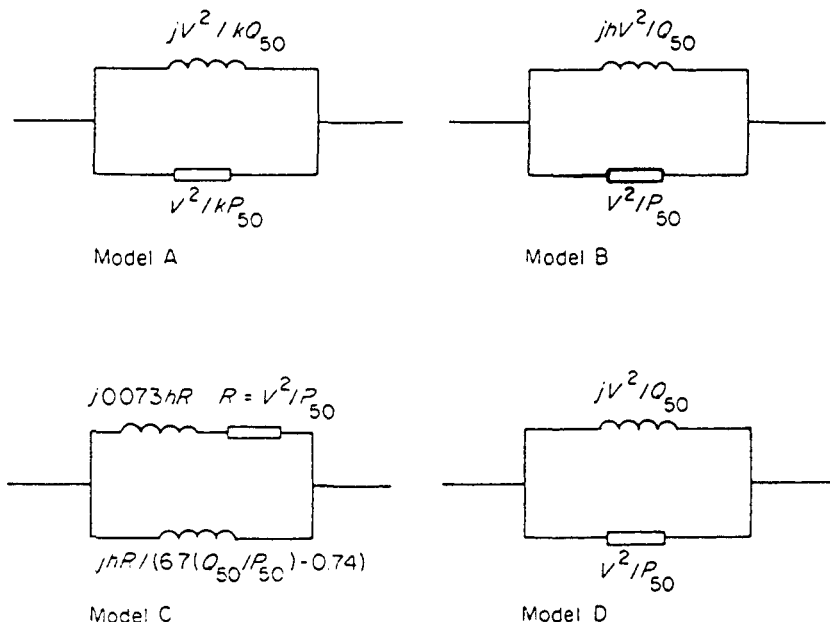 jV²/kQ₅₀
V²/kP₅₀
Model A
jhV²/Q₅₀
V²/P₅₀
Model B
j0073hR R = V²/P₅₀
jhR/(67(Q₅₀/P₅₀)-0.74)
Model C
jV²/Q₅₀
V²/P₅₀
Model D